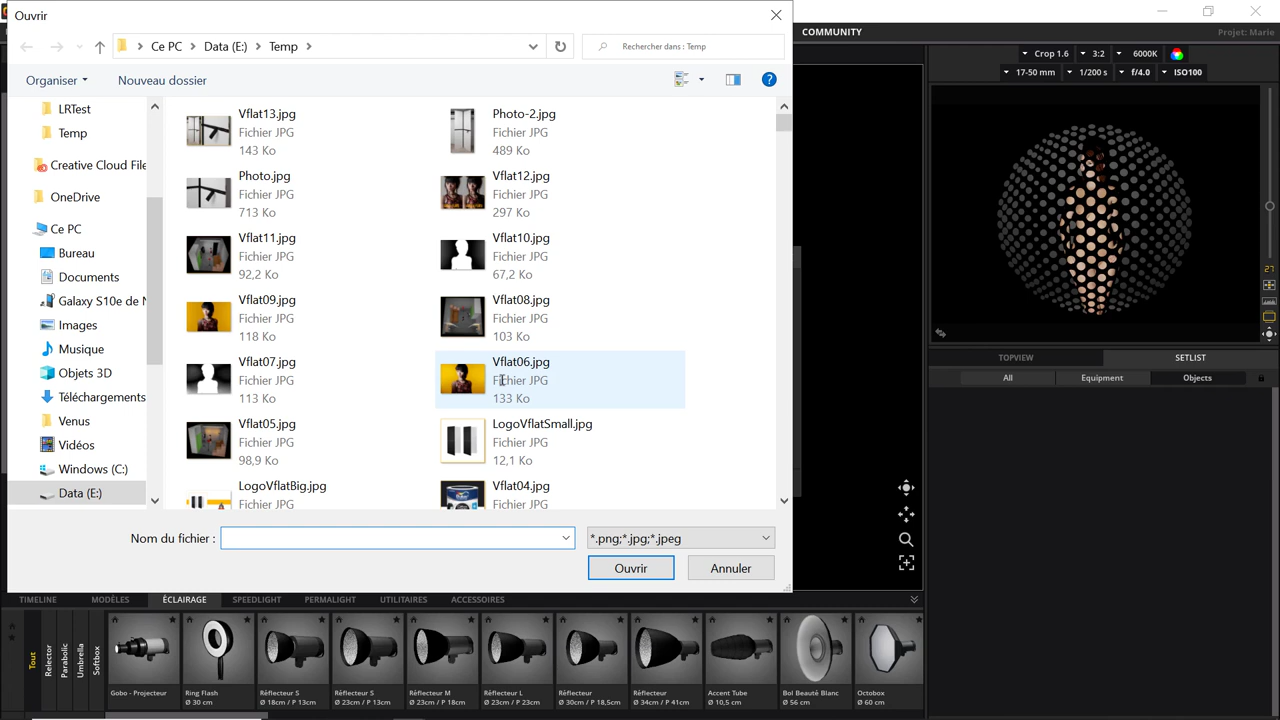 Ouvrir
Ce PC
Data (E:)
Temp
Rechercher dans : Temp
Organiser
Nouveau dossier
LRTest
Temp
Creative Cloud File
OneDrive
Ce PC
Bureau
Documents
Galaxy S10e de N
Images
Musique
Objets 3D
Téléchargements
Venus
Vidéos
Windows (C:)
Data (E:)
Vflat13.jpg
Fichier JPG
143 Ko
Photo-2.jpg
Fichier JPG
489 Ko
Photo.jpg
Fichier JPG
713 Ko
Vflat12.jpg
Fichier JPG
297 Ko
Vflat11.jpg
Fichier JPG
92,2 Ko
Vflat10.jpg
Fichier JPG
67,2 Ko
Vflat09.jpg
Fichier JPG
118 Ko
Vflat08.jpg
Fichier JPG
103 Ko
Vflat07.jpg
Fichier JPG
113 Ko
Vflat06.jpg
Fichier JPG
133 Ko
Vflat05.jpg
Fichier JPG
98,9 Ko
LogoVflatSmall.jpg
Fichier JPG
12,1 Ko
LogoVflatBig.jpg
Fichier JPG
Vflat04.jpg
Fichier JPG
Nom du fichier :
*.png;*.jpg;*.jpeg
Ouvrir
Annuler
COMMUNITY
Projet: Marie
Crop 1.6
3:2
6000K
17-50 mm
1/200 s
f/4.0
ISO100
27
TOPVIEW
SETLIST
All
Equipment
Objects
TIMELINE
MODÈLES
ÉCLAIRAGE
SPEEDLIGHT
PERMALIGHT
UTILITAIRES
ACCESSOIRES
Tout
Relector
Parabolic
Umbrella
Softbox
Gobo - Projecteur
Ring Flash
Ø 30 cm
Réflecteur S
Ø 18cm / P 13cm
Réflecteur S
Ø 23cm / P 13cm
Réflecteur M
Ø 23cm / P 18cm
Réflecteur L
Ø 23cm / P 23cm
Réflecteur
Ø 30cm / P 18,5cm
Réflecteur
Ø 34cm / P 41cm
Accent Tube
Ø 10,5 cm
Bol Beauté Blanc
Ø 56 cm
Octobox
Ø 60 cm